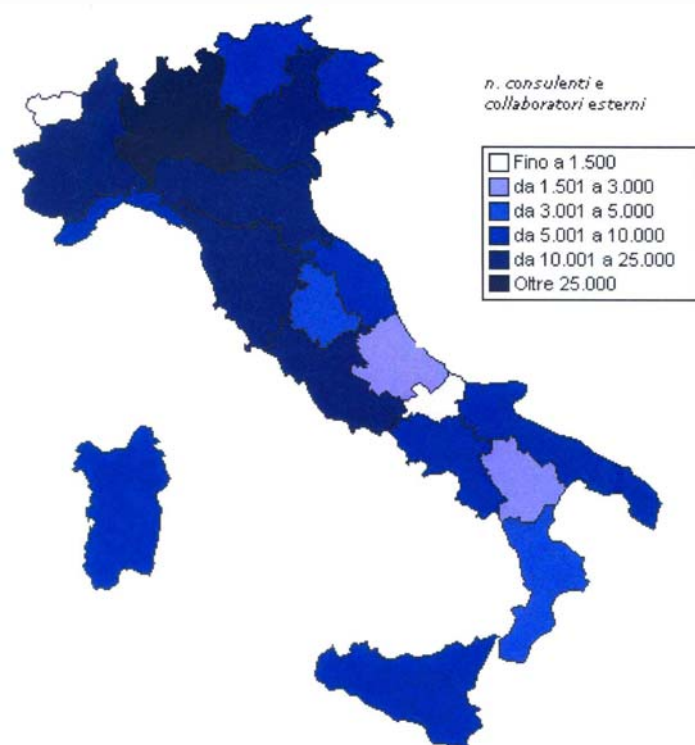 n. consulenti e
collaboratori esterni
Fino a 1.500
da 1.501 a 3.000
da 3.001 a 5.000
da 5.001 a 10.000
da 10.001 a 25.000
Oltre 25.000